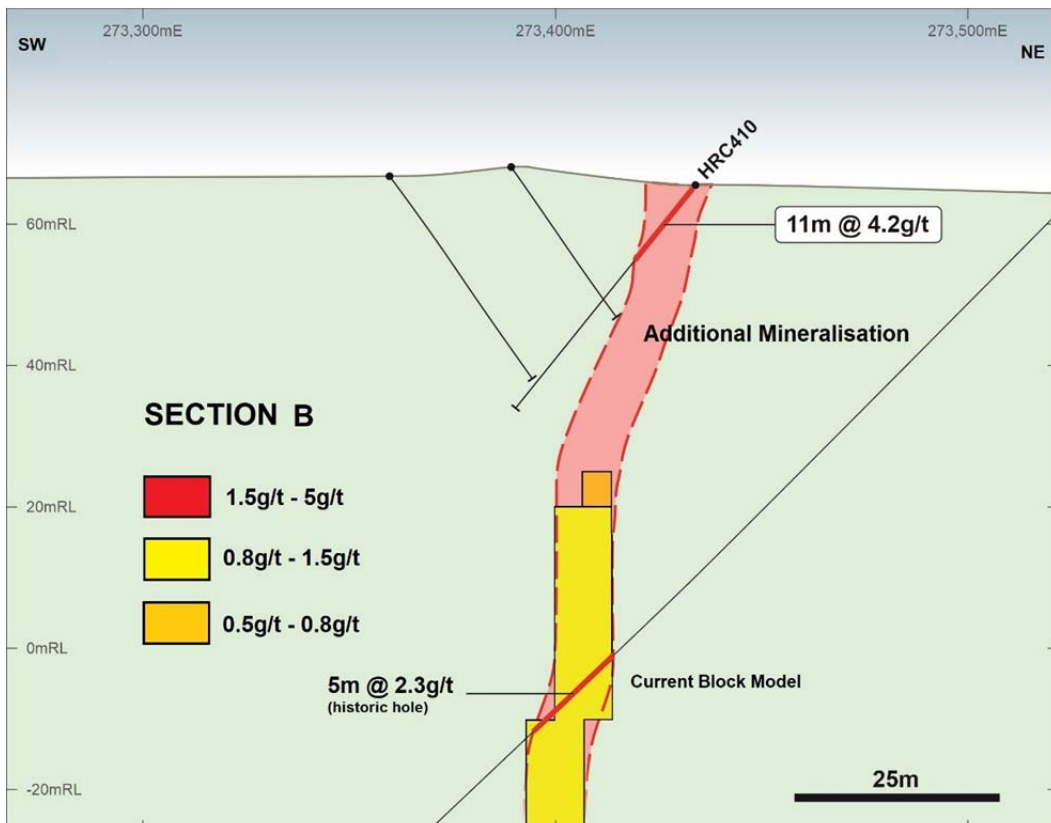 273,300mE
273,400mE
273,500mE
SW
NE
HRC410
60mRL
11m @ 4.2g/t
Additional Mineralisation
40mRL
SECTION B
1.5g/t - 5g/t
20mRL
0.8g/t - 1.5g/t
0.5g/t - 0.8g/t
0mRL
5m @ 2.3g/t
(historic hole)
Current Block Model
-20mRL
25m